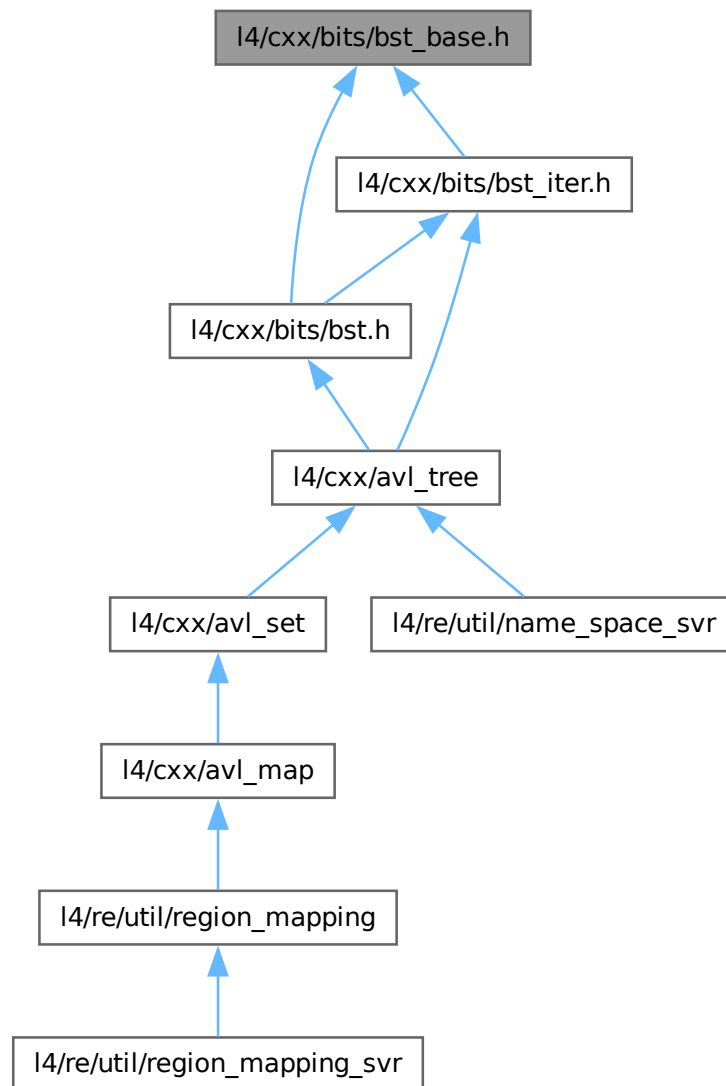 l4/cxx/bits/bst_base.h
l4/cxx/bits/bst_iter.h
l4/cxx/bits/bst.h
l4/cxx/avl_tree
l4/cxx/avl_set
l4/re/util/name_space_svr
l4/cxx/avl_map
l4/re/util/region_mapping
l4/re/util/region_mapping_svr